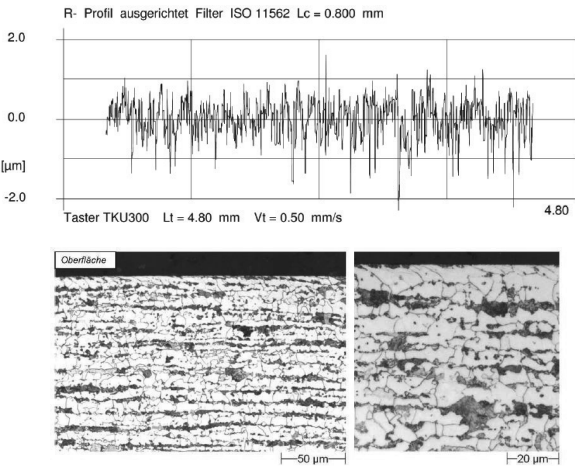 R- Profil ausgerichtet Filter ISO 11562 Lc = 0.800 mm
2.0
0.0
[µm]
-2.0
4.80
Taster TKU300 Lt = 4.80 mm Vt = 0.50 mm/s
Oberfläche
50 µm
20 µm